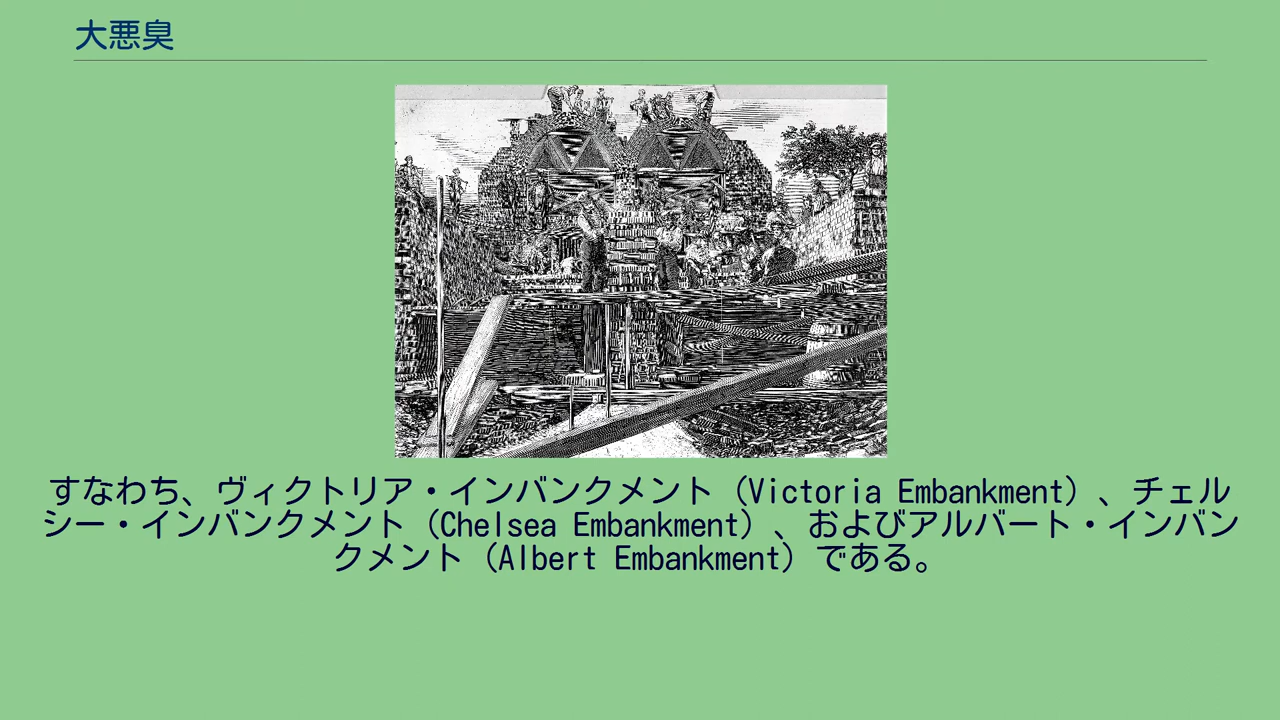 大悪臭
すなわち、ヴィクトリア・インバンクメント（Victoria Embankment）、チェル
シー・インバンクメント（Chelsea Embankment）、およびアルバート・インバン
クメント（Albert Embankment）である。